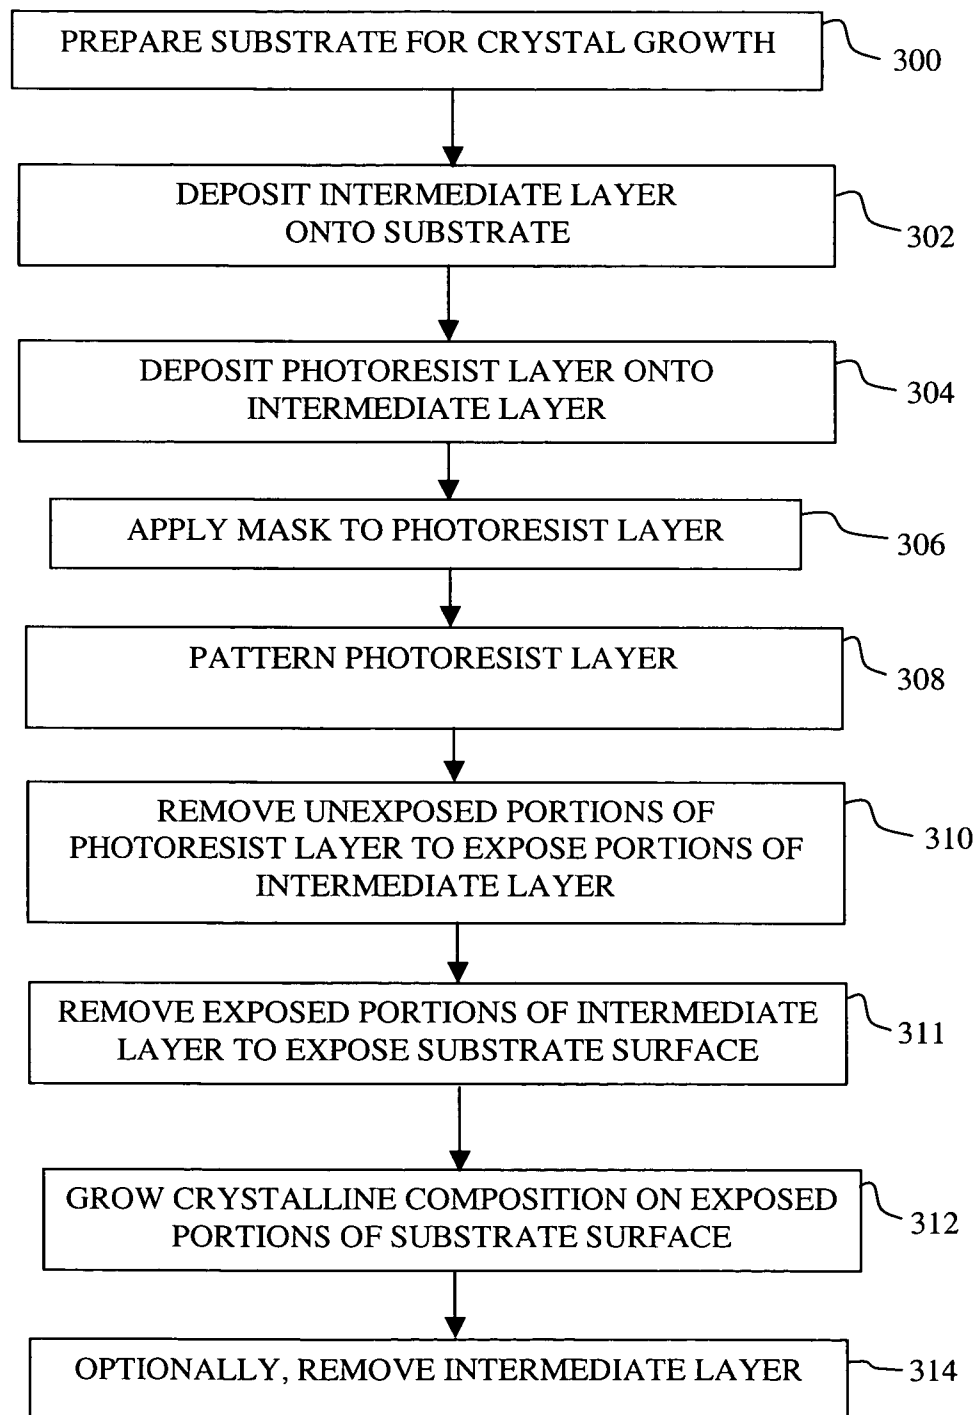 PREPARE SUBSTRATE FOR CRYSTAL GROWTH
300
DEPOSIT INTERMEDIATE LAYER
ONTO SUBSTRATE
302
DEPOSIT PHOTORESIST LAYER ONTO
INTERMEDIATE LAYER
304
APPLY MASK TO PHOTORESIST LAYER
306
PATTERN PHOTORESIST LAYER
308
REMOVE UNEXPOSED PORTIONS OF
PHOTORESIST LAYER TO EXPOSE PORTIONS OF
INTERMEDIATE LAYER
310
REMOVE EXPOSED PORTIONS OF INTERMEDIATE
LAYER TO EXPOSE SUBSTRATE SURFACE
311
GROW CRYSTALLINE COMPOSITION ON EXPOSED
PORTIONS OF SUBSTRATE SURFACE
312
OPTIONALLY, REMOVE INTERMEDIATE LAYER
314